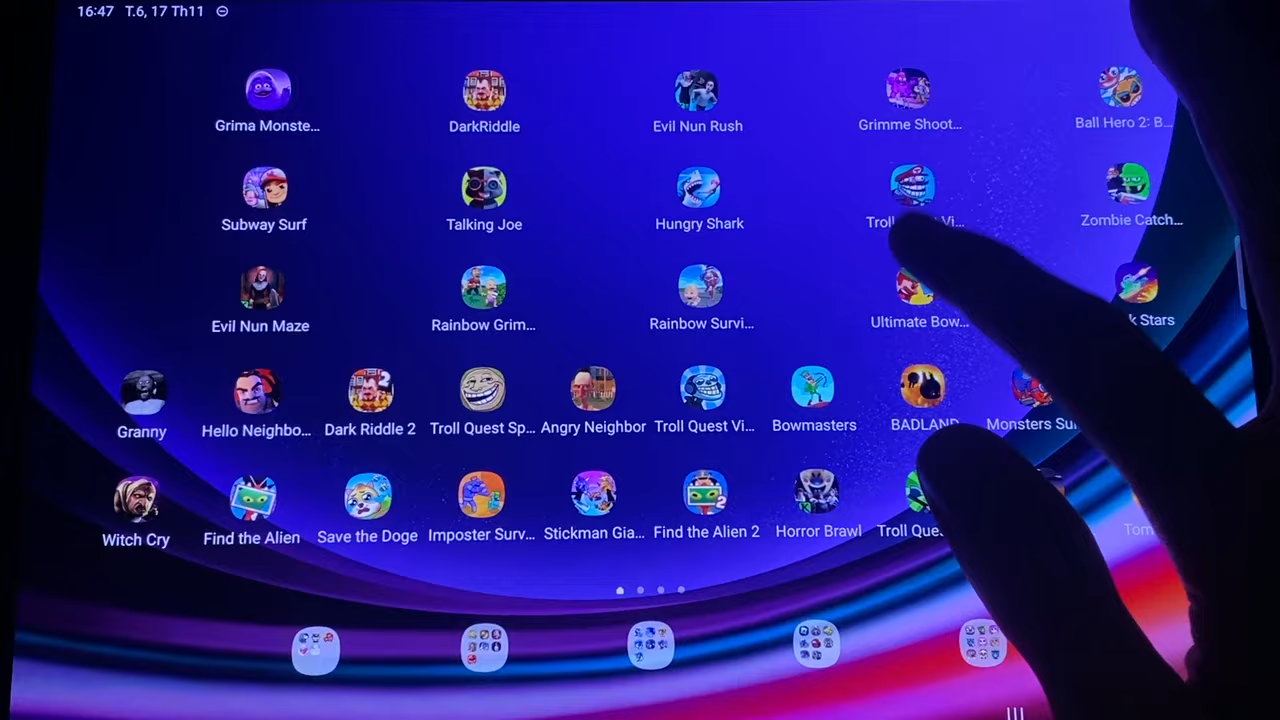 16:47 T.6, 17 Th11
Grima Monste... DarkRiddle Evil Nun Rush Grimme Shoot... Ball Hero 2: B...
Subway Surf Talking Joe Hungry Shark Troll Vi... Zombie Catch...
Evil Nun Maze Rainbow Grim... Rainbow Survi... Ultimate Bow... Stars
Granny Hello Neighbo... Dark Riddle 2 Troll Quest Sp... Angry Neighbor Troll Quest Vi... Bowmasters BADLAND Monsters
Witch Cry Find the Alien Save the Doge Imposter Surv... Stickman Gia... Find the Alien 2 Horror Brawl Troll